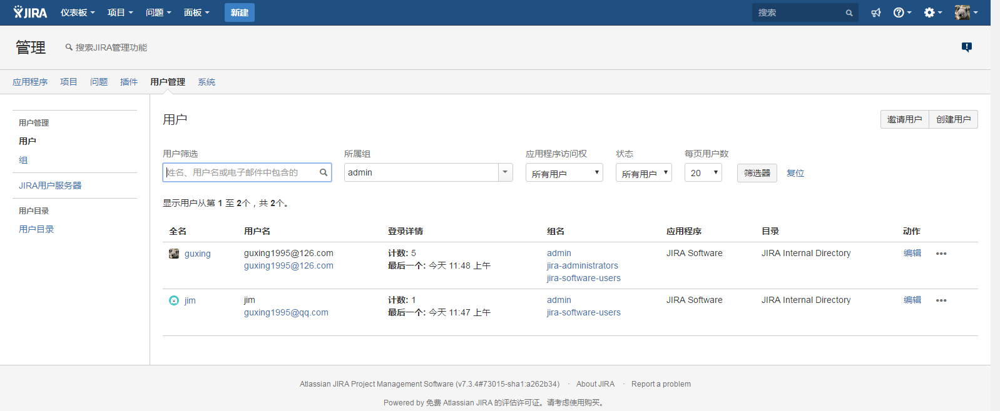 JIRA 仪表板 项目 问题 面板 新建 搜索
管理 搜索JIRA管理功能
应用程序 项目 问题 插件 用户管理 系统
用户管理
用户
组
JIRA用户服务器
用户目录
用户目录
用户 邀请用户 创建用户
用户筛选 所属组 应用程序访问权 状态 每页用户数
姓名、用户名或电子邮件中包含的 admin 所有用户 所有用户 20 筛选器 复位
显示用户从第 1 至 2个，共 2个。
全名 用户名 登录详情 组名 应用程序 目录 动作
guxing guxing1995@126.com 计数: 5 admin JIRA Software JIRA Internal Directory 编辑
guxing1995@126.com 最后一个: 今天 11:48 上午 jira-administrators
jira-software-users
jim jim 计数: 1 admin JIRA Software JIRA Internal Directory 编辑
guxing1995@qq.com 最后一个: 今天 11:47 上午 jira-software-users
Atlassian JIRA Project Management Software (v7.3.4#73015-sha1:a262b34) · About JIRA · Report a problem
Powered by 免费 Atlassian JIRA 的评估许可证。请考虑使用购买。